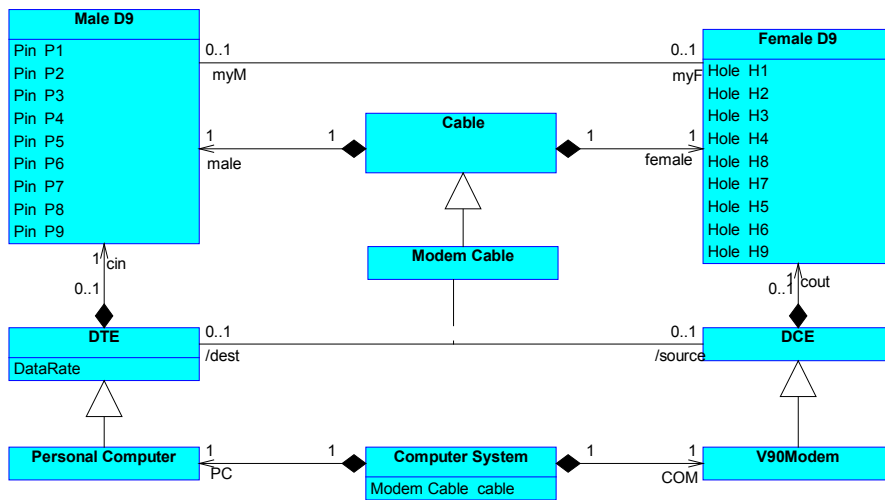 Male D9
Pin P1
Pin P2
Pin P3
Pin P4
Pin P5
Pin P6
Pin P7
Pin P8
Pin P9
0..1
myM
0..1
myF
Female D9
Hole H1
Hole H2
Hole H3
Hole H4
Hole H8
Hole H7
Hole H5
Hole H6
Hole H9
Cable
1
male
1
1
1
female
Modem Cable
1
cin
0..1
1
cout
0..1
DTE
DataRate
0..1
/dest
0..1
/source
DCE
Personal Computer
1
PC
1
Computer System
Modem Cable cable
1
1
COM
V90Modem